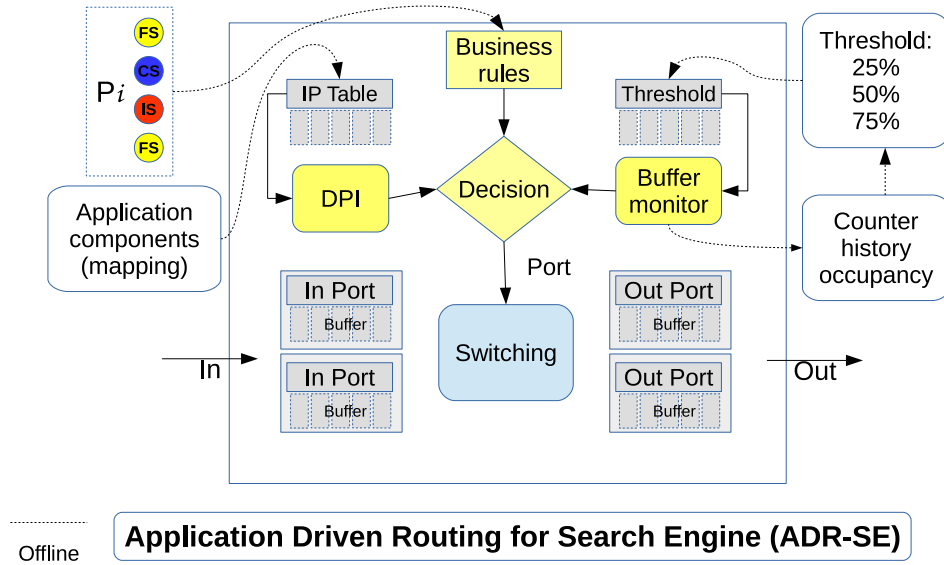 FS
CS
IS
FS
Pi
Business
rules
Threshold:
25%
50%
75%
IP Table
Threshold
DPI
Decision
Buffer
monitor
Application
components
(mapping)
Counter
history
occupancy
Port
In Port
Buffer
In Port
Buffer
Switching
Out Port
Buffer
Out Port
Buffer
In
Out
Offline
Application Driven Routing for Search Engine (ADR-SE)